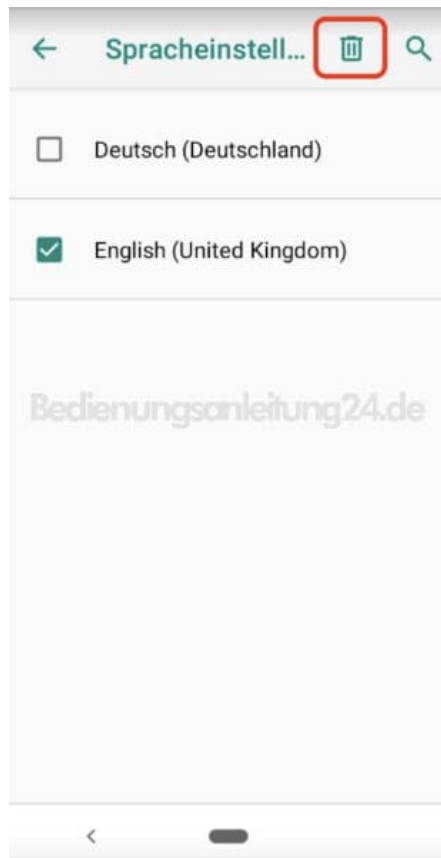 Spracheinstell...
Deutsch (Deutschland)
English (United Kingdom)
Bedienungsanleitung24.de